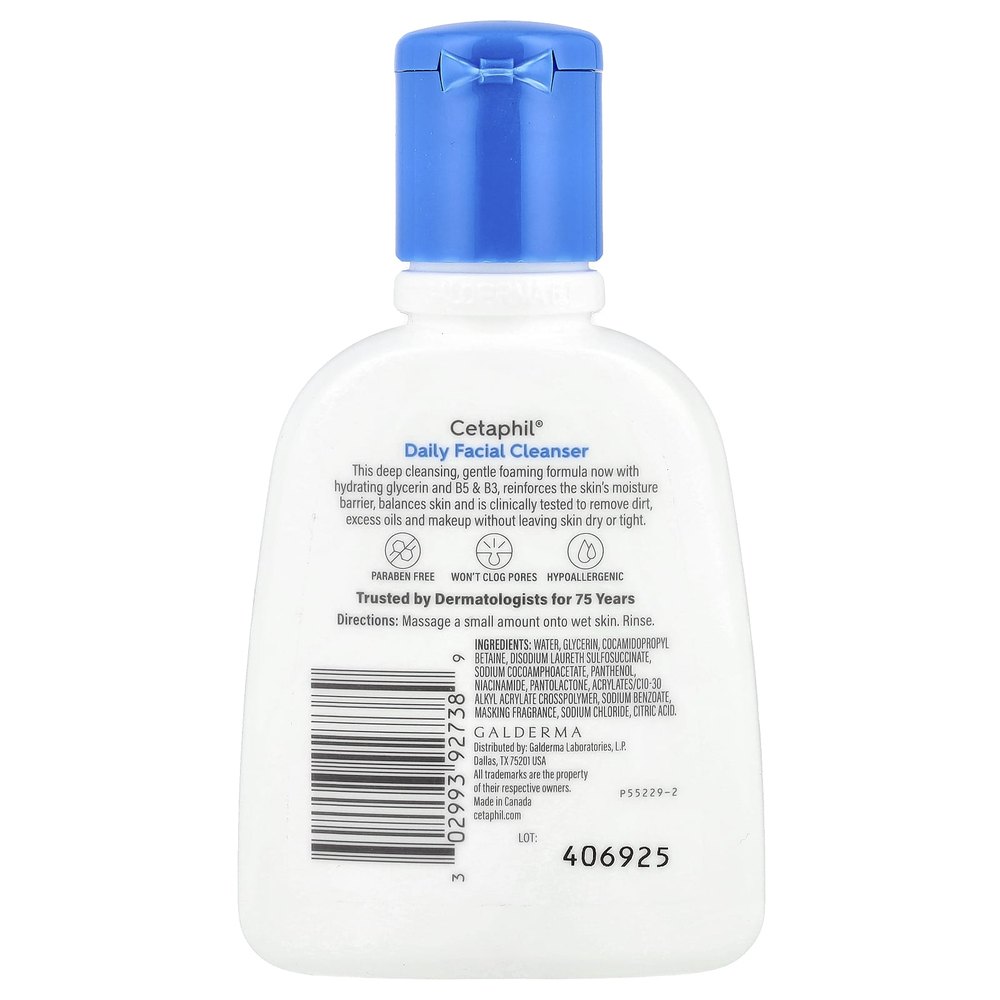 Cetaphil®
Daily Facial Cleanser
This deep cleansing, gentle foaming formula now with
hydrating glycerin and B5 & B3, reinforces the skin's moisture
barrier, balances skin and is clinically tested to remove dirt,
excess oils and makeup without leaving skin dry or tight.
PARABEN FREE WON'T CLOG PORES HYPOALLERGENIC
Trusted by Dermatologists for 75 Years
Directions: Massage a small amount onto wet skin. Rinse.
INGREDIENTS: WATER, GLYCERIN, COCAMIDOPROPYL
BETAINE, DISODIUM LAURETH SULFOSUCCINATE,
SODIUM COCOAMPHOACETATE, PANTHENOL,
NIACINAMIDE, PANTOLACTONE, ACRYLATES/C10-30
ALKYL ACRYLATE CROSSPOLYMER, SODIUM BENZOATE,
MASKING FRAGRANCE, SODIUM CHLORIDE, CITRIC ACID.
GALDERMA
Distributed by: Galderma Laboratories, L.P.
Dallas, TX 75201 USA
All trademarks are the property
of their respective owners.
Made in Canada
cetaphil.com
P55229-2
LOT:
406925
3 02993 92738 9